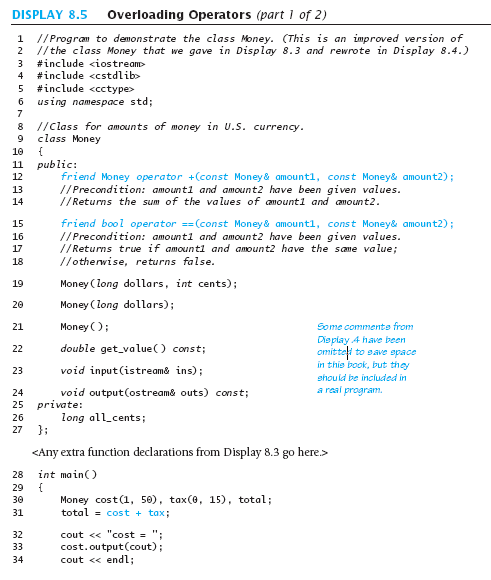 DISPLAY 8.5 Overloading Operators (part 1 of 2)
1 //Program to demonstrate the class Money. (This is an improved version of
2 //the class Money that we gave in Display 8.3 and rewrote in Display 8.4.)
3 #include <iostream>
4 #include <cstdlib>
5 #include <cctype>
6 using namespace std;
7
8 //Class for amounts of money in U.S. currency.
9 class Money
10 {
11 public:
12 friend Money operator +(const Money& amount1, const Money& amount2);
13 //Precondition: amount1 and amount2 have been given values.
14 //Returns the sum of the values of amount1 and amount2.
15 friend bool operator ==(const Money& amount1, const Money& amount2);
16 //Precondition: amount1 and amount2 have been given values.
17 //Returns true if amount1 and amount2 have the same value;
18 //otherwise, returns false.
19 Money(long dollars, int cents);
20 Money(long dollars);
21 Money();
22 double get_value() const;
23 void input(istream& ins);
24 void output(ostream& outs) const;
25 private:
26 long all_cents;
27 };
Some comments from
Display .4 have been
omitted to save space
in this book, but they
should be included in
a real program.
<Any extra function declarations from Display 8.3 go here.>
28 int main()
29 {
30 Money cost(1, 50), tax(0, 15), total;
31 total = cost + tax;
32 cout << "cost = ";
33 cost.output(cout);
34 cout << endl;